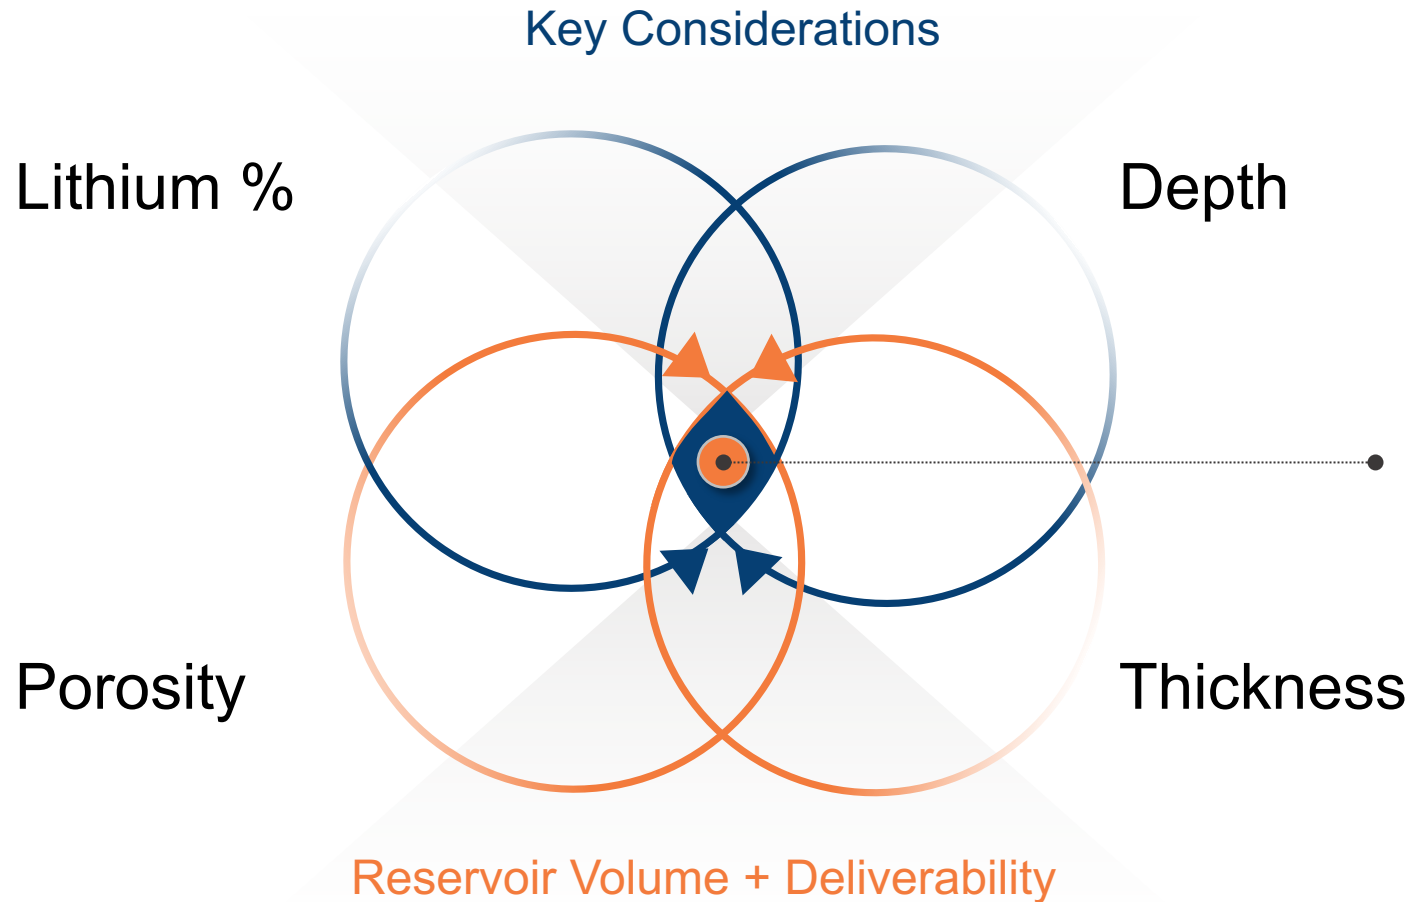 Key Considerations
Lithium %
Depth
Porosity
Thickness
Reservoir Volume + Deliverability